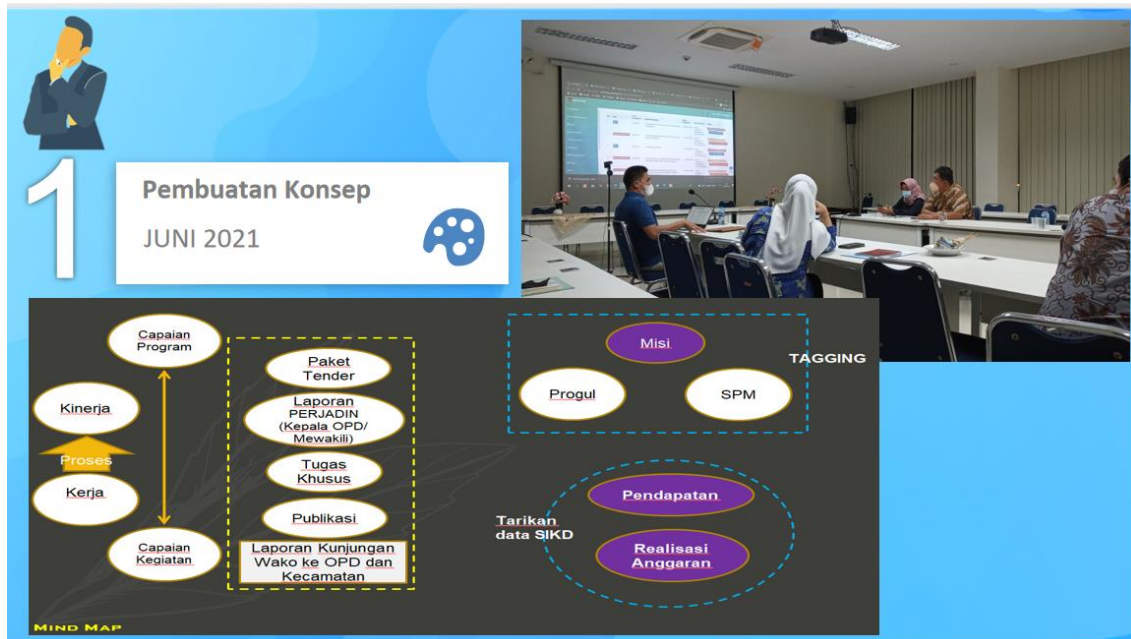 1
Pembuatan Konsep
JUNI 2021
Capaian
Program
Kinerja
Proses
Kerja
Capaian
Kegiatan
Paket
Tender
Laporan
PERJADIN
(Kepala OPD/
Mewakili)
Tugas
Khusus
Publikasi
Laporan Kunjungan
Wako ke OPD dan
Kecamatan
Misi
TAGGING
Progul
SPM
Pendapatan
Tarikan
data SIKD
Realisasi
Anggaran
MIND MAP